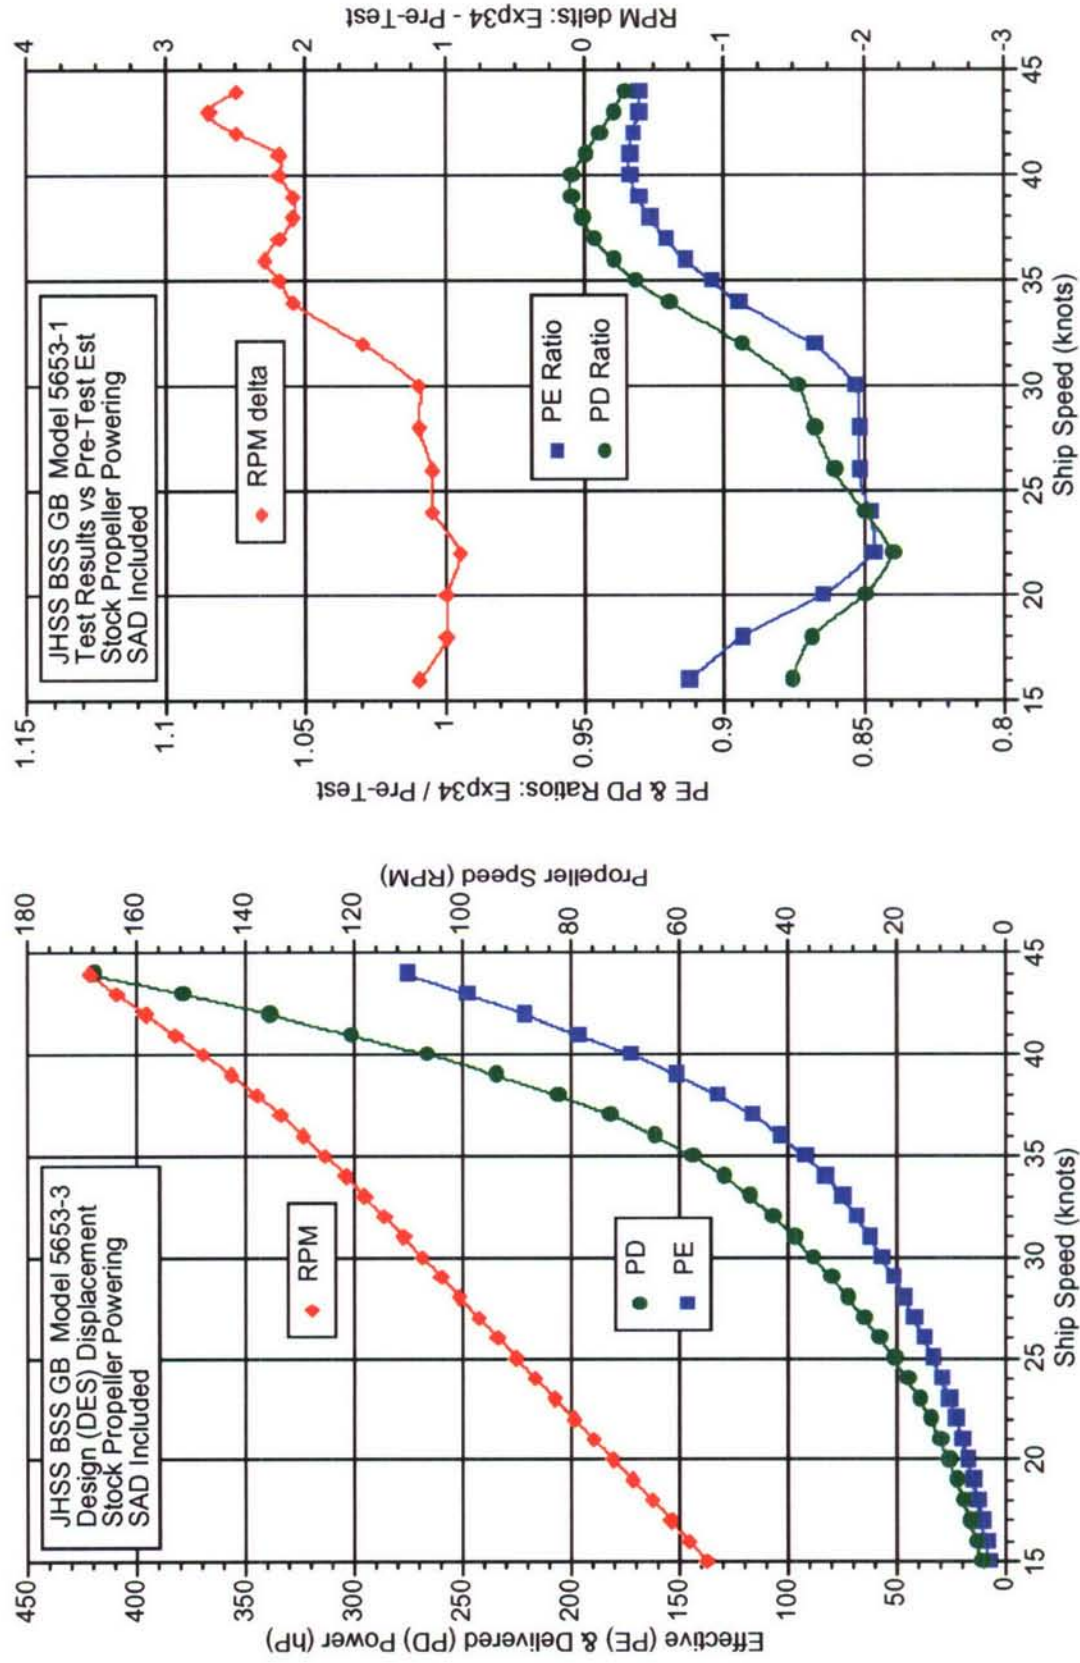 JHSS BSS GB Model 5653-3
Design (DES) Displacement
Stock Propeller Powering
SAD Included
RPM
PD
PE
Effective (PE) & Delivered (PD) Power (hP)
450
400
350
300
250
200
150
100
50
0
Propeller Speed (RPM)
180
160
140
120
100
80
60
40
20
0
15
20
25
30
35
40
45
Ship Speed (knots)
JHSS BSS GB Model 5653-1
Test Results vs Pre-Test Est
Stock Propeller Powering
SAD Included
RPM delta
PE Ratio
PD Ratio
PE & PD Ratios: Exp34 / Pre-Test
1.15
1.1
1.05
1
0.95
0.9
0.85
0.8
RPM deltas: Exp34 - Pre-Test
4
3
2
1
0
-1
-2
-3
15
20
25
30
35
40
45
Ship Speed (knots)